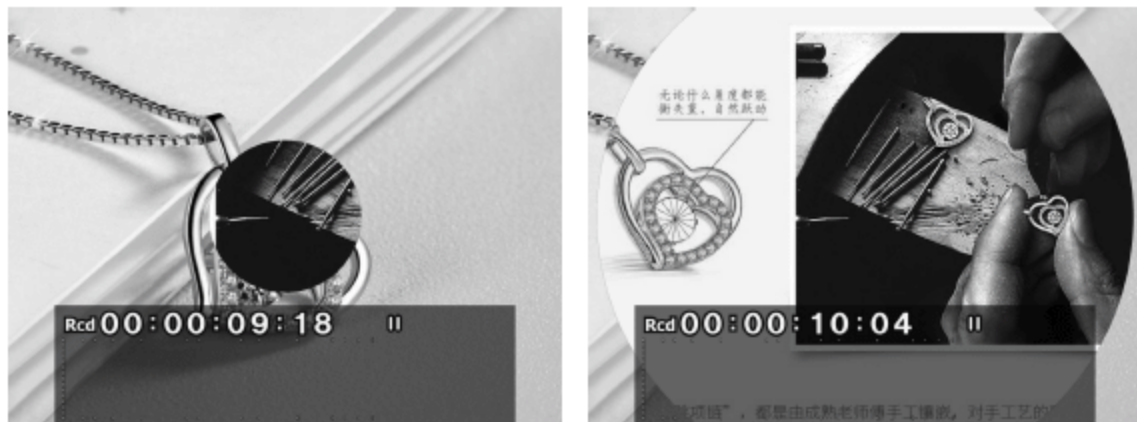 Rcd 00:00:09:18
无论什么角度都能
衡失重，自然跃动
Rcd 00:00:10:04
项链”，都是由成熟老师傅手工镶嵌，对手工艺的